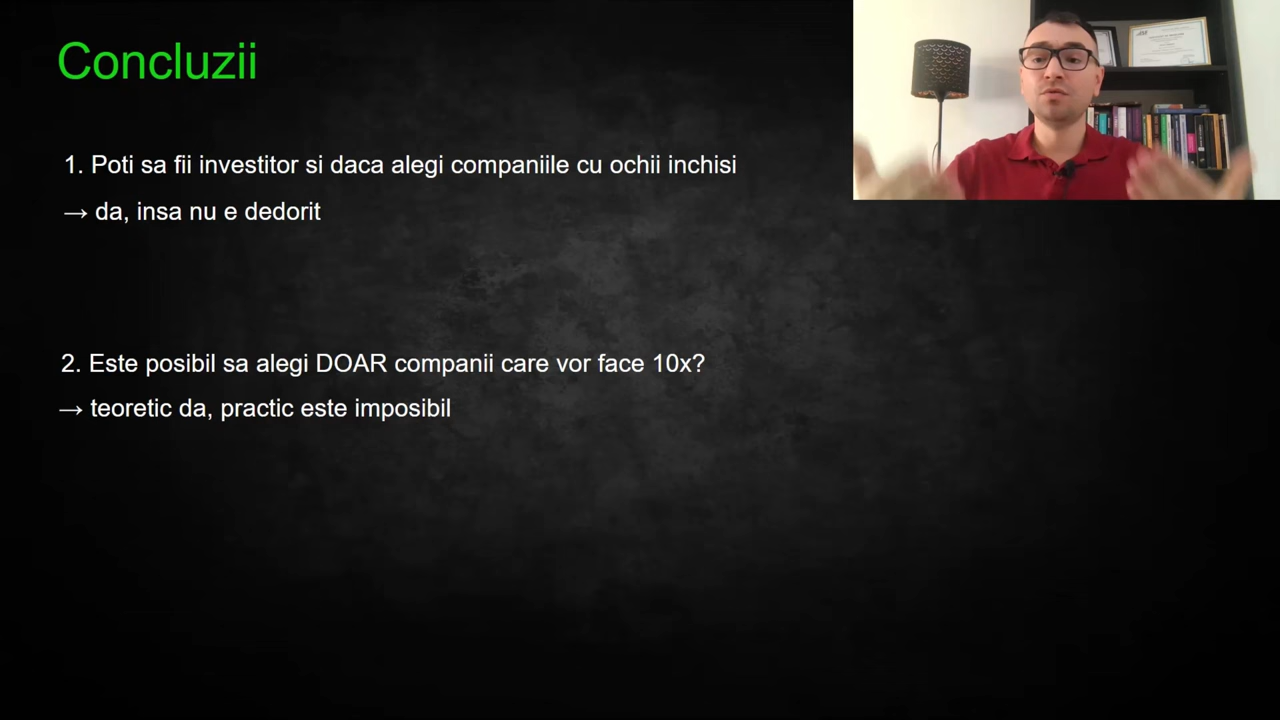 Concluzii
1. Poti sa fii investitor si daca alegi companiile cu ochii inchisi
→ da, insa nu e dedorit
2. Este posibil sa alegi DOAR companii care vor face 10x?
→ teoretic da, practic este imposibil